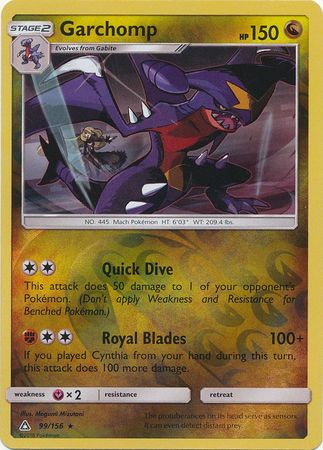 STAGE2 Garchomp HP 150
Evolves from Gabite
NO. 445 Mach Pokémon HT: 6'03" WT: 209.4 lbs.
Quick Dive
This attack does 50 damage to 1 of your opponent's
Pokémon. (Don't apply Weakness and Resistance for
Benched Pokémon.)
Royal Blades 100+
If you played Cynthia from your hand during this turn,
this attack does 100 more damage.
weakness ×2 resistance retreat
Illus. Megumi Mizutani
99/156 ★
©2018 Pokémon
The protuberances on its head serve as sensors.
It can even detect distant prey.